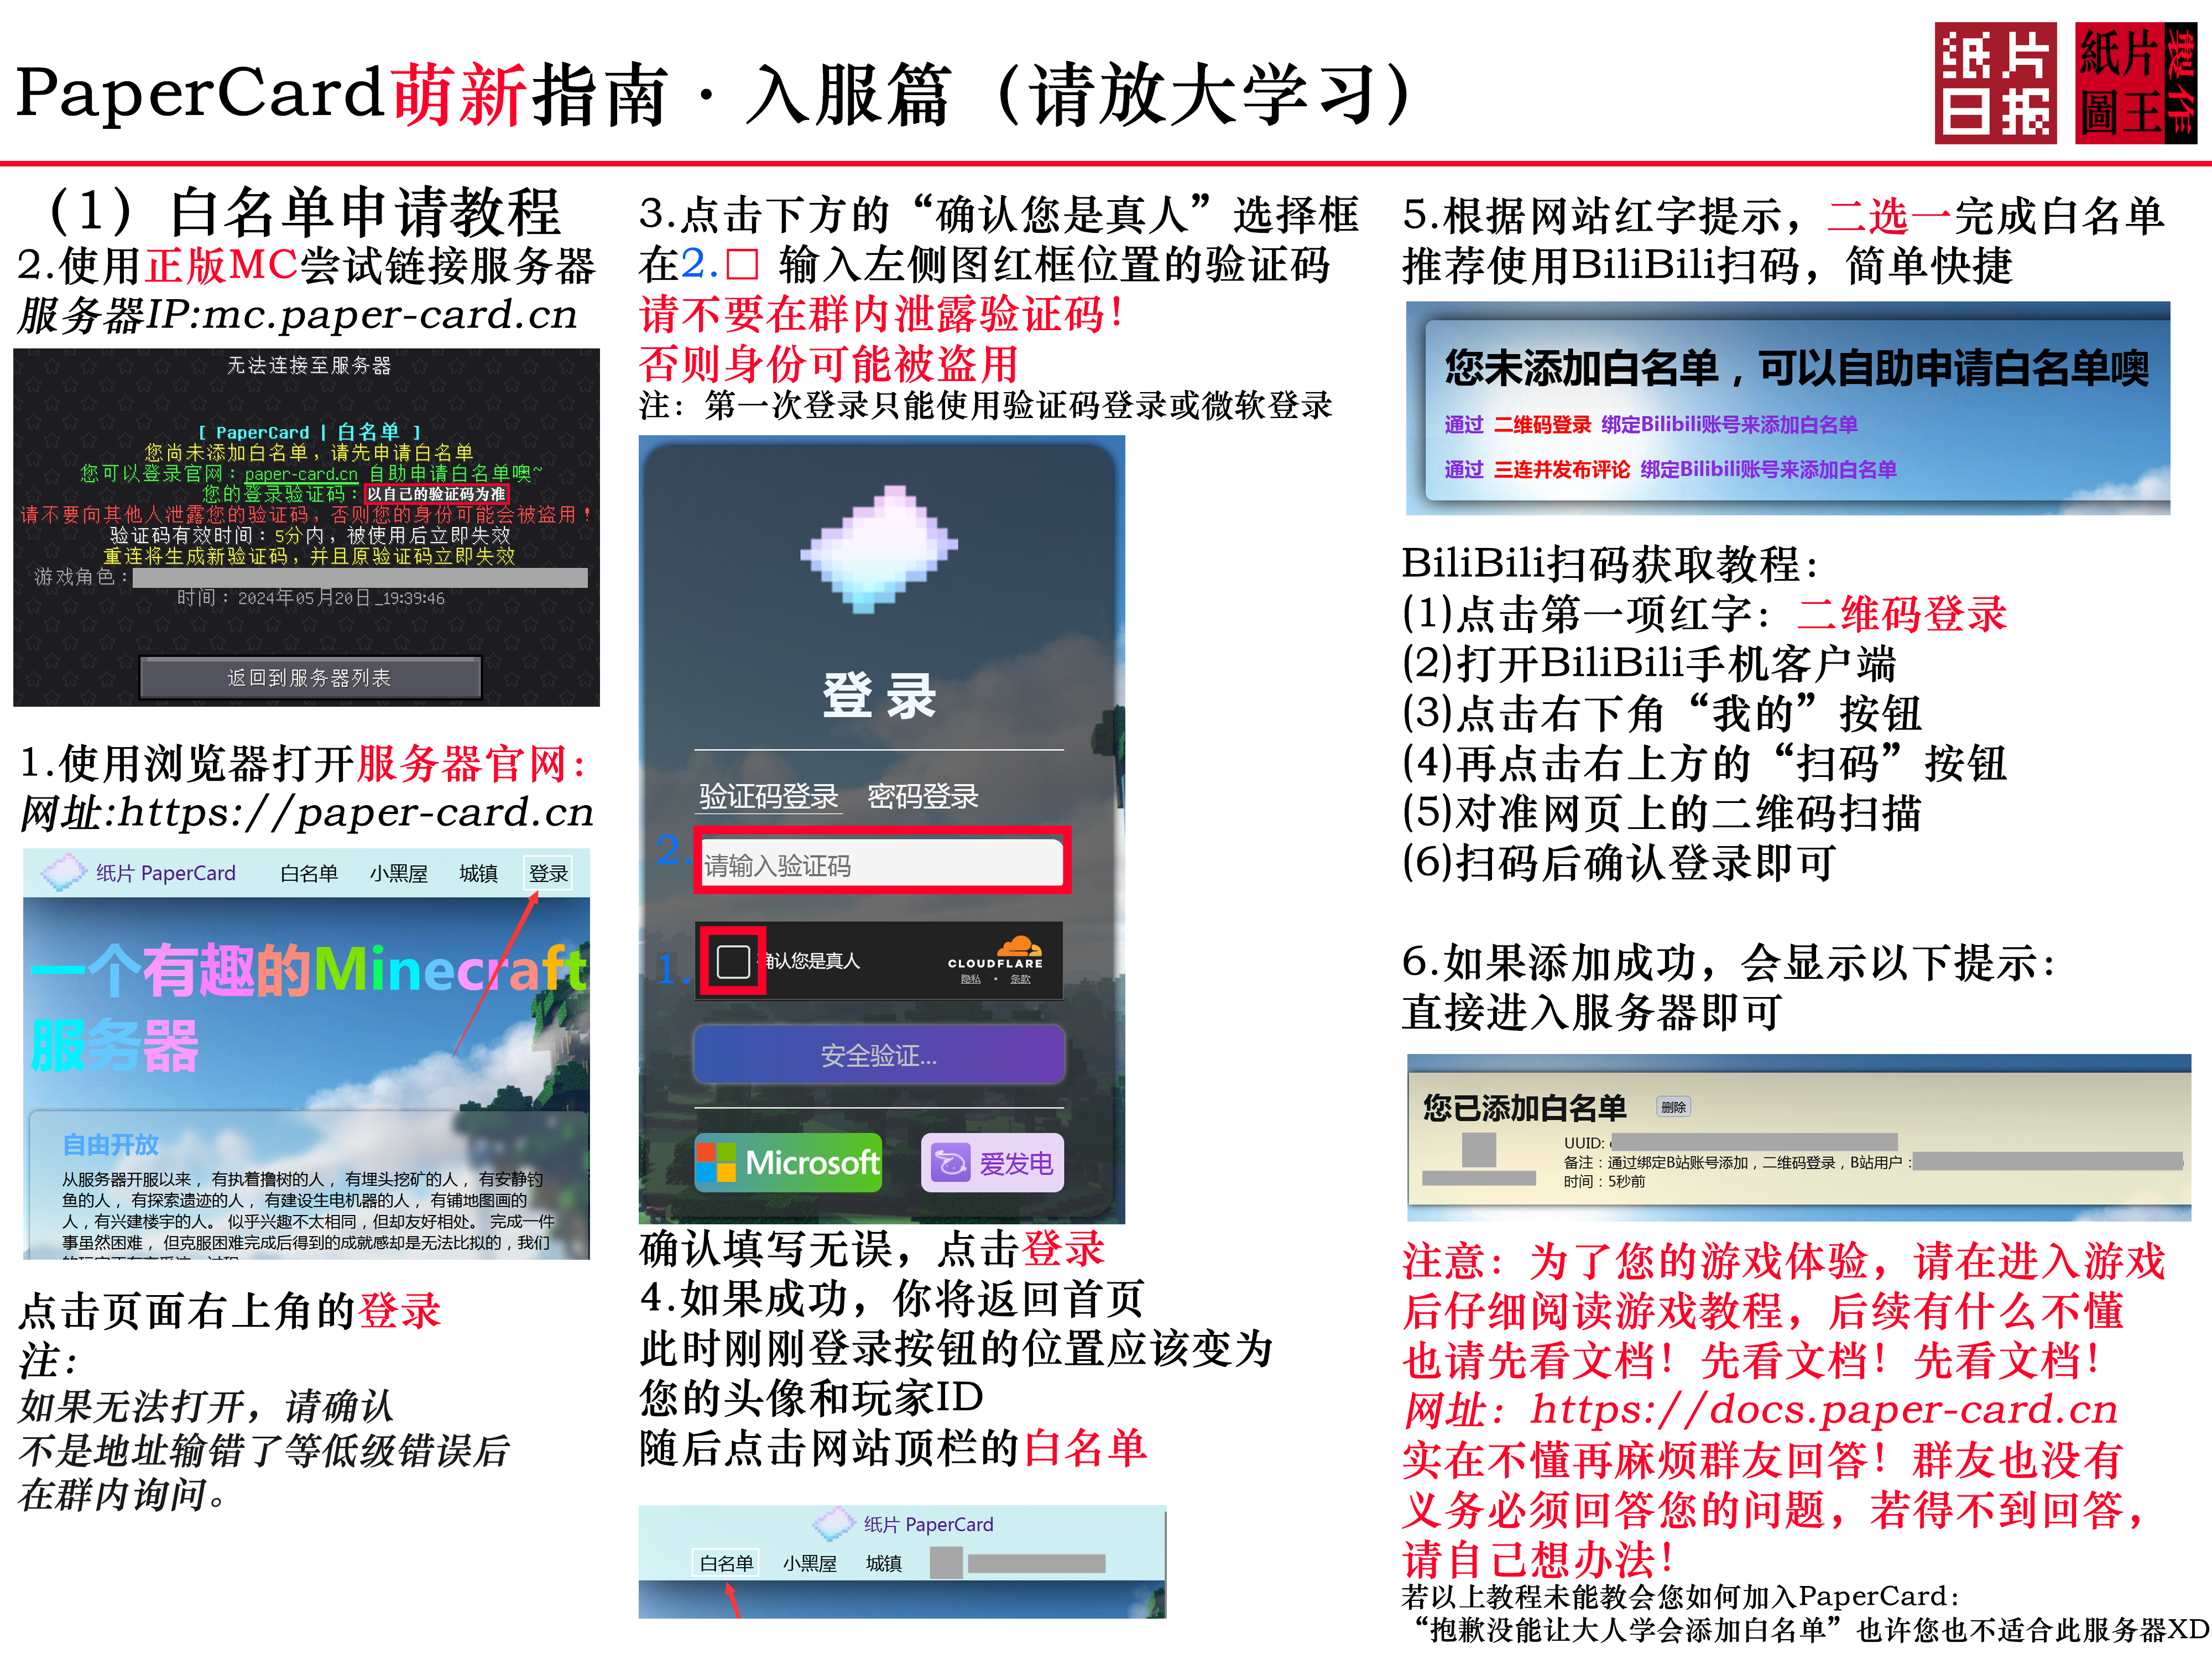 PaperCard萌新指南·入服篇（请放大学习）
纸片
日报
紙片
圖王
製作
（1）白名单申请教程
2.使用正版MC尝试链接服务器
服务器IP:mc.paper-card.cn
无法连接至服务器
[ PaperCard | 白名单 ]
您尚未添加白名单，请先申请白名单
您可以登录官网：paper-card.cn 自助申请白名单噢~
您的登录验证码：以自己的验证码为准
请不要向其他人泄露您的验证码，否则您的身份可能会被盗用！
验证码有效时间：5分内，被使用后立即失效
重连将生成新验证码，并且原验证码立即失效
游戏角色：
时间：2024年05月20日_19:39:46
返回到服务器列表
1.使用浏览器打开服务器官网：
网址:https://paper-card.cn
纸片 PaperCard 白名单 小黑屋 城镇 登录
一个有趣的Minecraft
服务器
自由开放
从服务器开服以来，有执着撸树的人，有埋头挖矿的人，有安静钓
鱼的人，有探索遗迹的人，有建设生电机器的人，有铺地图画的
人，有兴建楼宇的人。 似乎兴趣不太相同，但却友好相处。 完成一件
事虽然困难，但克服困难完成后得到的成就感却是无法比拟的，我们
点击页面右上角的登录
注：
如果无法打开，请确认
不是地址输错了等低级错误后
在群内询问。
3.点击下方的“确认您是真人”选择框
在2.□ 输入左侧图红框位置的验证码
请不要在群内泄露验证码！
否则身份可能被盗用
注：第一次登录只能使用验证码登录或微软登录
登录
验证码登录 密码登录
2.
请输入验证码
1.
确认您是真人
CLOUDFLARE
隐私 • 条款
安全验证...
Microsoft
爱发电
确认填写无误，点击登录
4.如果成功，你将返回首页
此时刚刚登录按钮的位置应该变为
您的头像和玩家ID
随后点击网站顶栏的白名单
纸片 PaperCard
白名单 小黑屋 城镇
5.根据网站红字提示，二选一完成白名单
推荐使用BiliBili扫码，简单快捷
您未添加白名单，可以自助申请白名单噢
通过 二维码登录 绑定Bilibili账号来添加白名单
通过 三连并发布评论 绑定Bilibili账号来添加白名单
BiliBili扫码获取教程：
(1)点击第一项红字：二维码登录
(2)打开BiliBili手机客户端
(3)点击右下角“我的”按钮
(4)再点击右上方的“扫码”按钮
(5)对准网页上的二维码扫描
(6)扫码后确认登录即可
6.如果添加成功，会显示以下提示：
直接进入服务器即可
您已添加白名单 删除
UUID:
备注：通过绑定B站账号添加，二维码登录，B站用户：
时间：5秒前
注意：为了您的游戏体验，请在进入游戏
后仔细阅读游戏教程，后续有什么不懂
也请先看文档！先看文档！先看文档！
网址：https://docs.paper-card.cn
实在不懂再麻烦群友回答！群友也没有
义务必须回答您的问题，若得不到回答，
请自己想办法！
若以上教程未能教会您如何加入PaperCard：
“抱歉没能让大人学会添加白名单”也许您也不适合此服务器XD